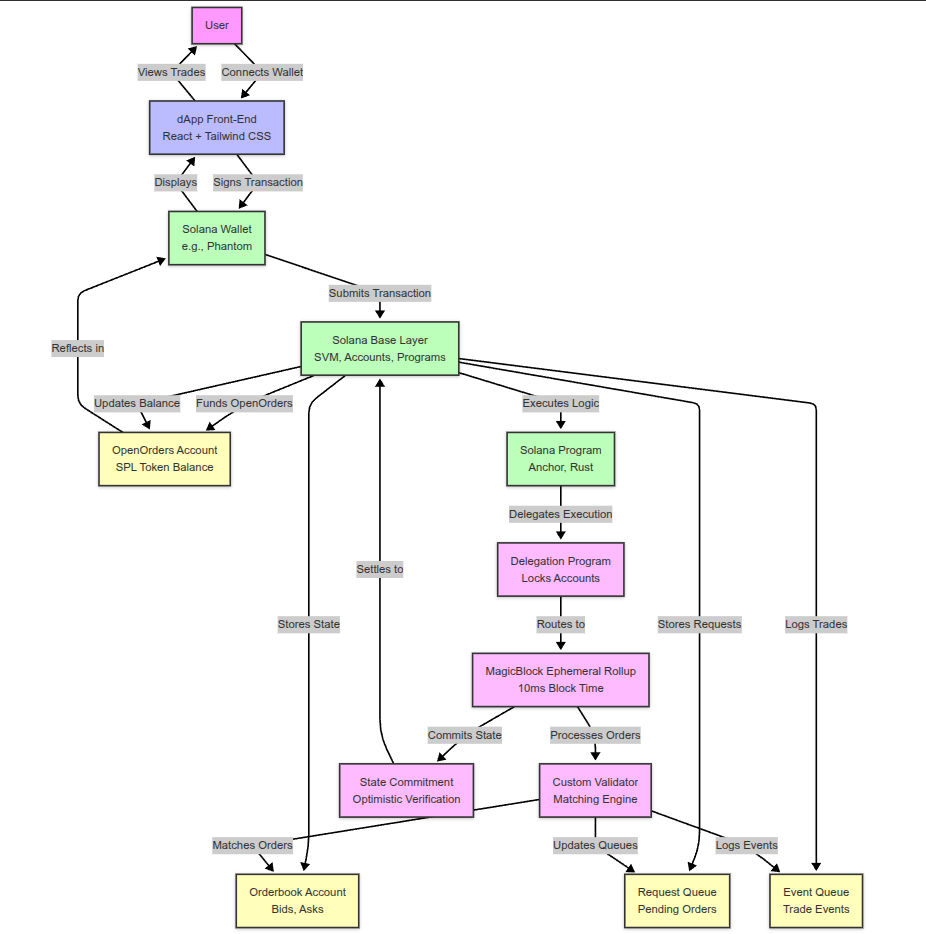 User
Views Trades
Connects Wallet
dApp Front-End
React + Tailwind CSS
Displays
Signs Transaction
Solana Wallet
e.g., Phantom
Submits Transaction
Solana Base Layer
SVM, Accounts, Programs
Reflects in
Updates Balance
Funds OpenOrders
Executes Logic
OpenOrders Account
SPL Token Balance
Solana Program
Anchor, Rust
Delegates Execution
Delegation Program
Locks Accounts
Settles to
Stores State
Routes to
Stores Requests
Logs Trades
MagicBlock Ephemeral Rollup
10ms Block Time
Commits State
Processes Orders
State Commitment
Optimistic Verification
Custom Validator
Matching Engine
Matches Orders
Updates Queues
Logs Events
Orderbook Account
Bids, Asks
Request Queue
Pending Orders
Event Queue
Trade Events